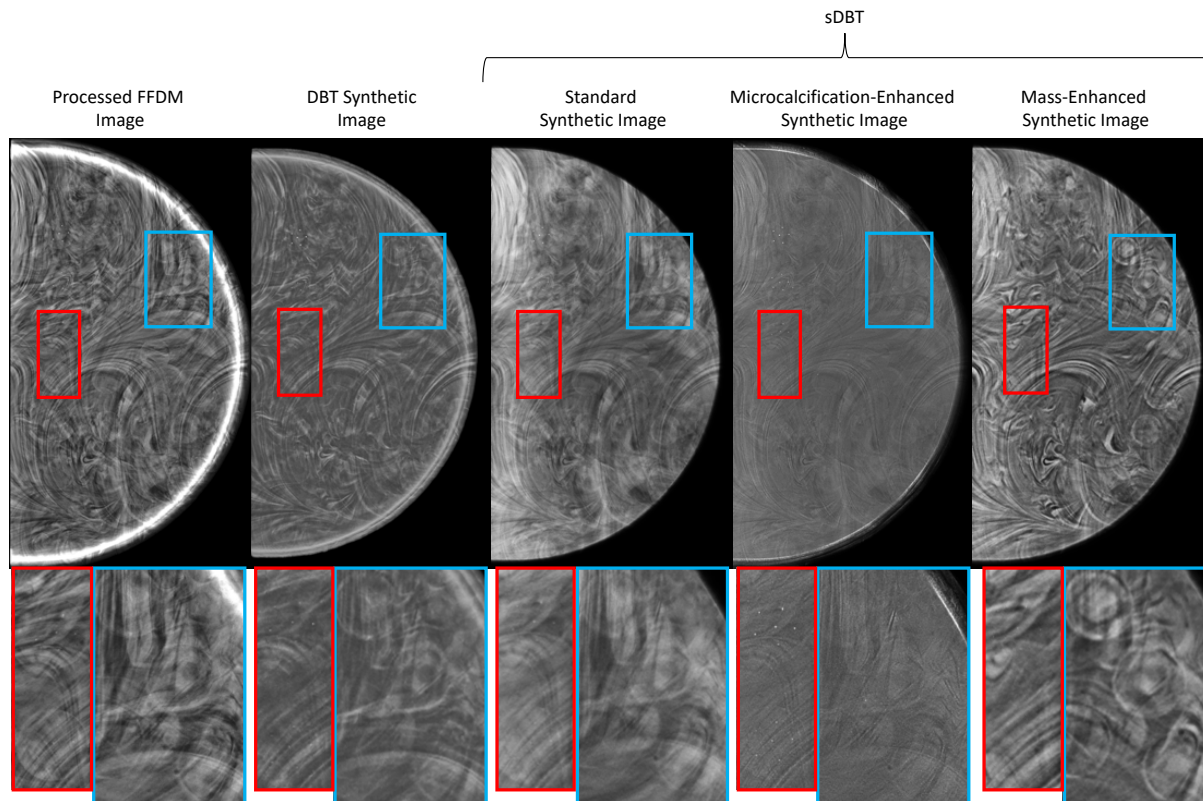 sDBT
Processed FFDM
Image
DBT Synthetic
Image
Standard
Synthetic Image
Microcalcification-Enhanced
Synthetic Image
Mass-Enhanced
Synthetic Image